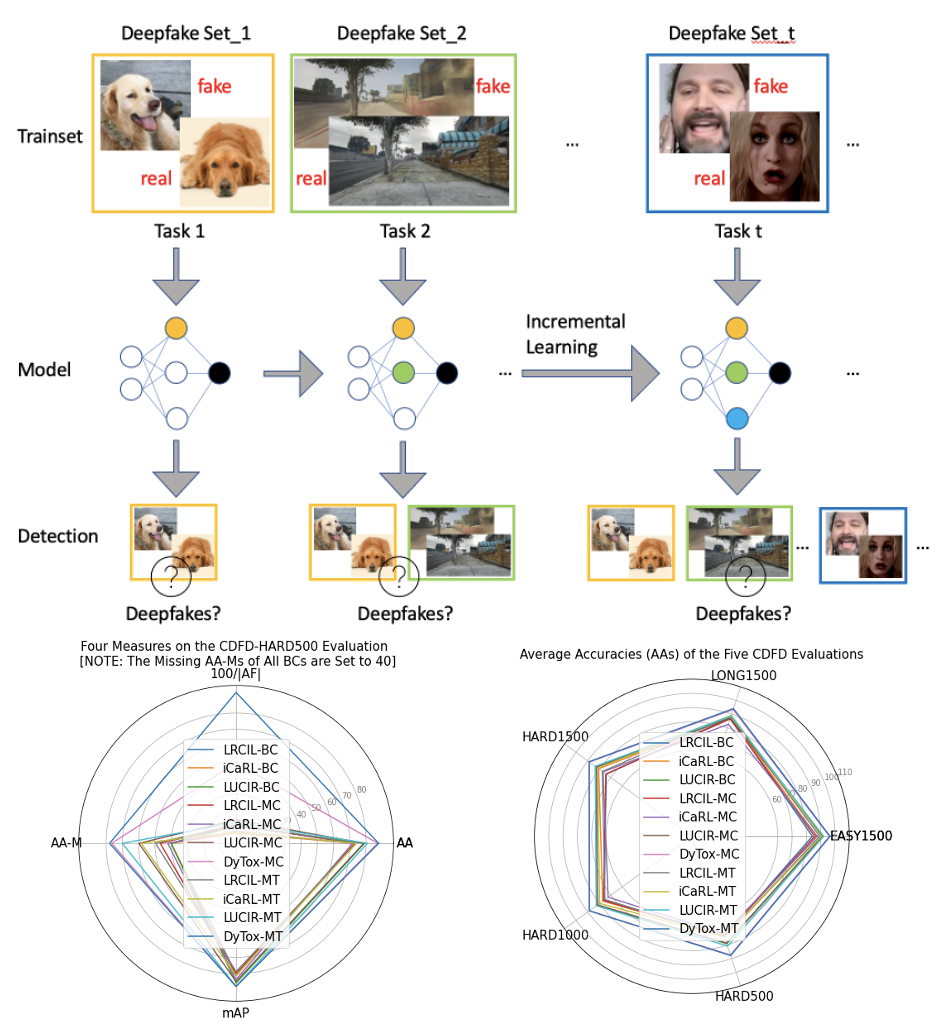 Deepfake Set_1
Deepfake Set_2
Deepfake Set_t
Trainset
fake
real
fake
real
...
fake
real
...
Task 1
Task 2
Task t
Model
...
Incremental
Learning
...
Detection
...
...
?
?
?
Deepfakes?
Deepfakes?
Deepfakes?
Four Measures on the CDFD-HARD500 Evaluation
[NOTE: The Missing AA-Ms of All BCs are Set to 40]
100/|AF|
AA-M
AA
mAP
40
50
60
70
80
LRCIL-BC
iCaRL-BC
LUCIR-BC
LRCIL-MC
iCaRL-MC
LUCIR-MC
DyTox-MC
LRCIL-MT
iCaRL-MT
LUCIR-MT
DyTox-MT
Average Accuracies (AAs) of the Five CDFD Evaluations
LONG1500
HARD1500
EASY1500
HARD1000
HARD500
60
70
80
90
100
110
LRCIL-BC
iCaRL-BC
LUCIR-BC
LRCIL-MC
iCaRL-MC
LUCIR-MC
DyTox-MC
LRCIL-MT
iCaRL-MT
LUCIR-MT
DyTox-MT